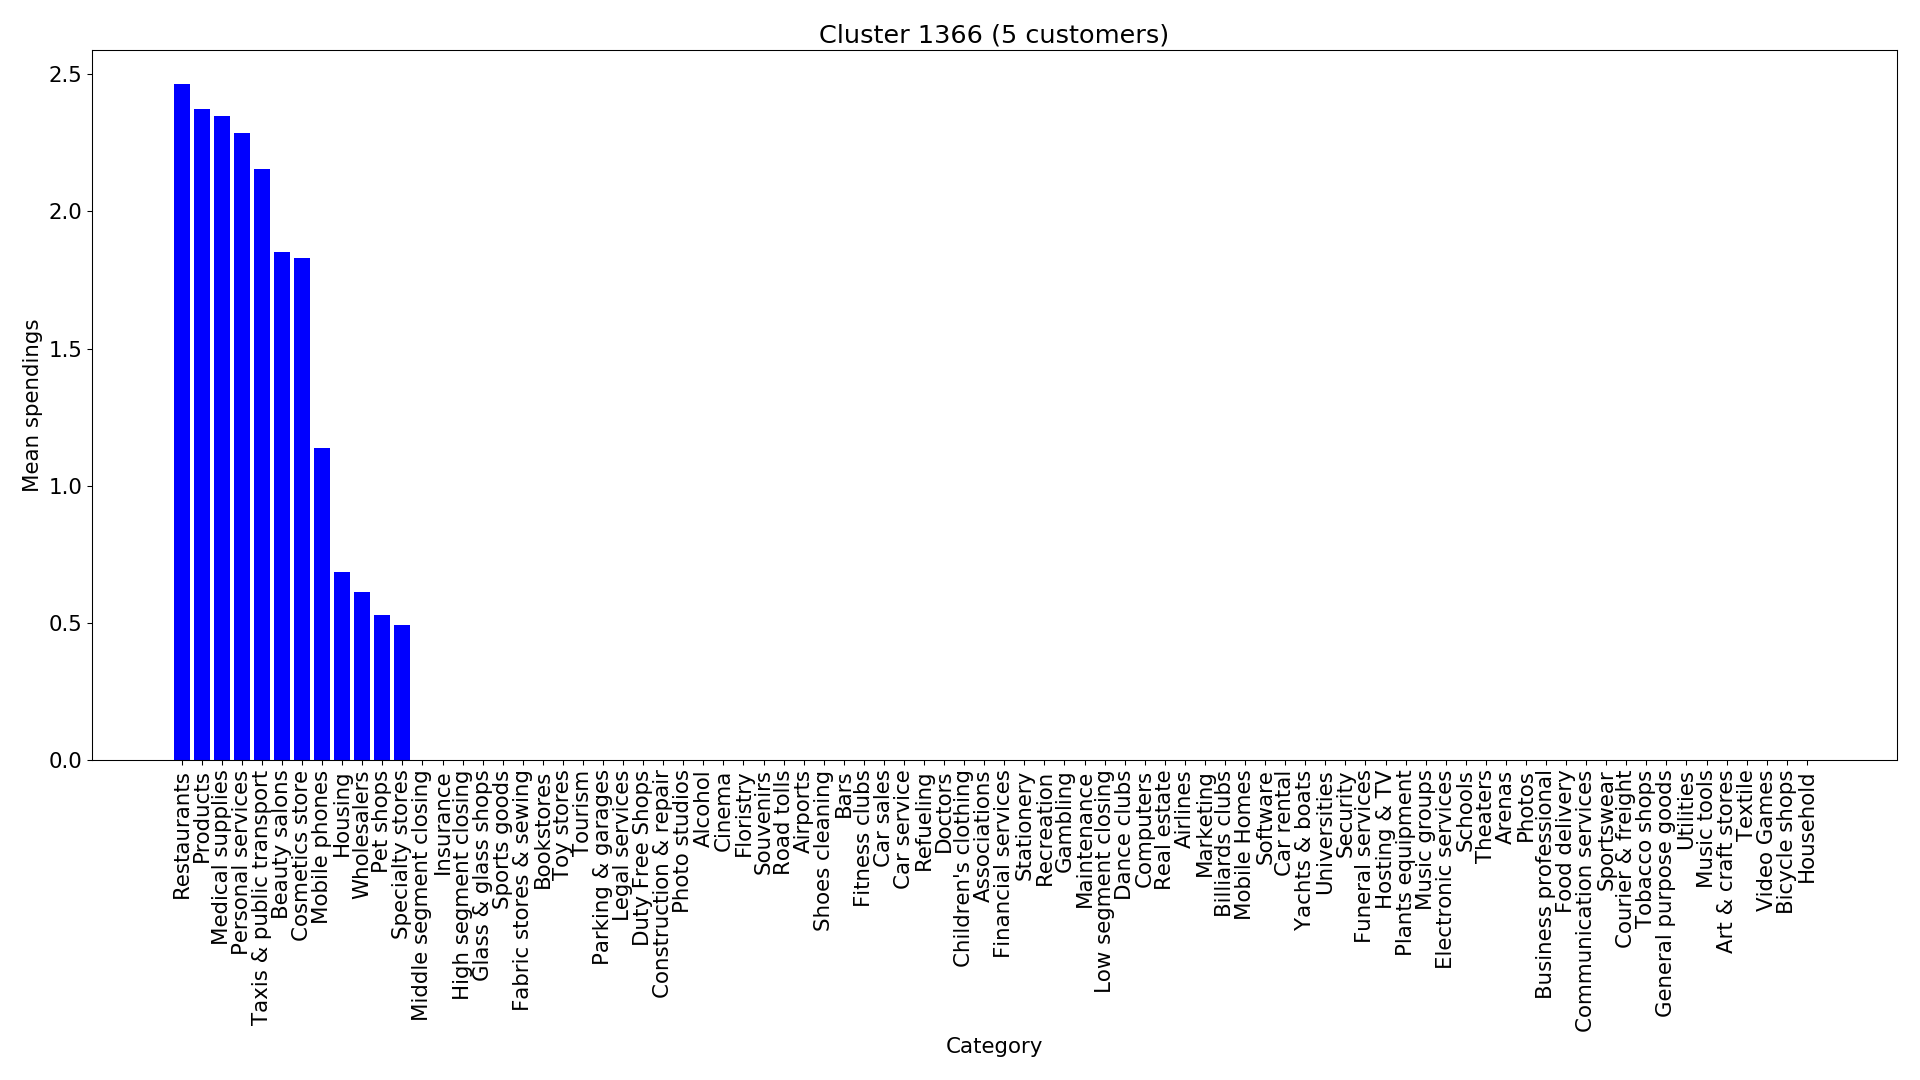 Cluster 1366 (5 customers)
2.5
2.0
1.5
1.0
0.5
0.0
Mean spendings
Restaurants
Products
Medical supplies
Personal services
Taxis & public transport
Beauty salons
Cosmetics store
Mobile phones
Housing
Wholesalers
Pet shops
Specialty stores
Middle segment closing
Insurance
High segment closing
Glass & glass shops
Sports goods
Fabric stores & sewing
Bookstores
Toy stores
Tourism
Parking & garages
Legal services
Duty Free Shops
Construction & repair
Photo studios
Alcohol
Cinema
Floristry
Souvenirs
Road tolls
Airports
Shoes cleaning
Bars
Fitness clubs
Car sales
Car service
Refueling
Doctors
Children's clothing
Associations
Financial services
Stationery
Recreation
Gambling
Maintenance
Low segment closing
Dance clubs
Computers
Real estate
Airlines
Marketing
Billiards clubs
Mobile Homes
Software
Car rental
Yachts & boats
Universities
Security
Funeral services
Hosting & TV
Plants equipment
Music groups
Electronic services
Schools
Theaters
Arenas
Photos
Business professional
Food delivery
Communication services
Sportswear
Courier & freight
Tobacco shops
General purpose goods
Utilities
Music tools
Art & craft stores
Textile
Video Games
Bicycle shops
Household
Category